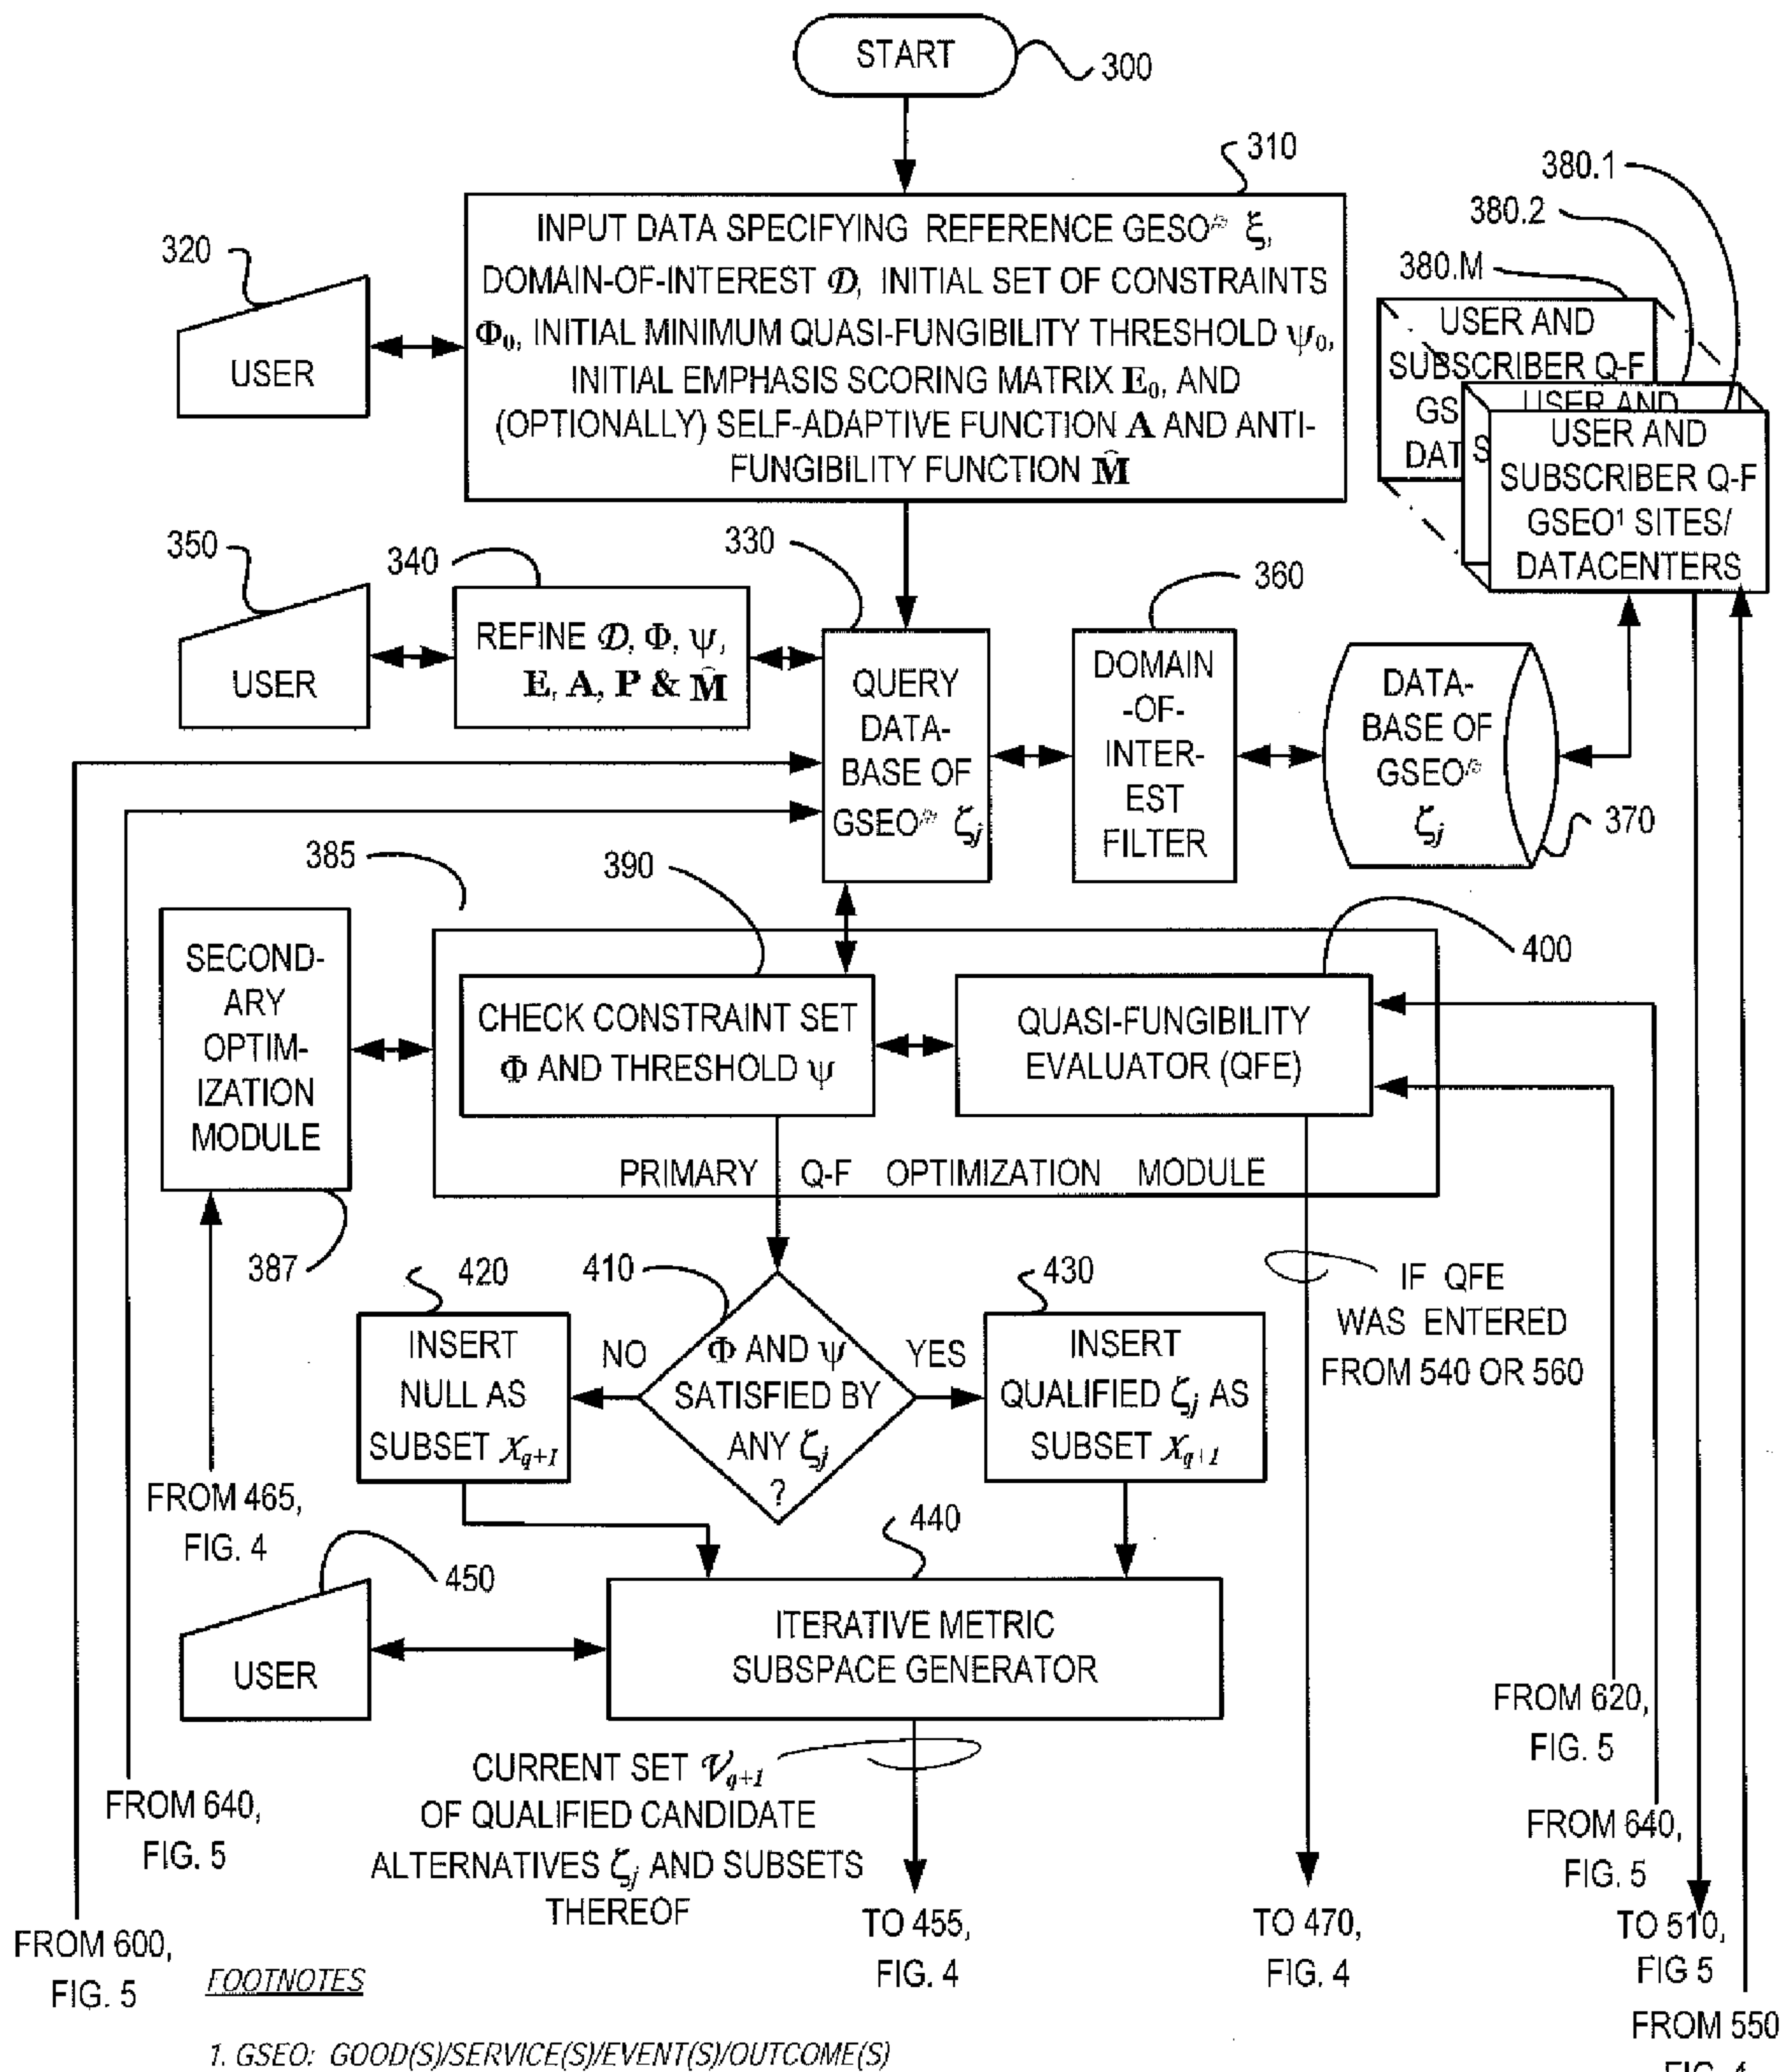 START
300
310
INPUT DATA SPECIFYING REFERENCE GESO ξ,
DOMAIN-OF-INTEREST 𝒟, INITIAL SET OF CONSTRAINTS
Φ₀, INITIAL MINIMUM QUASI-FUNGIBILITY THRESHOLD ψ₀,
INITIAL EMPHASIS SCORING MATRIX E₀, AND
(OPTIONALLY) SELF-ADAPTIVE FUNCTION A AND ANTI-
FUNGIBILITY FUNCTION M̂
320
USER
380.1
380.2
380.M
USER AND
SUBSCRIBER Q-F
GS
DAT
USER AND
S
USER AND
SUBSCRIBER Q-F
GSEO¹ SITES/
DATACENTERS
350
USER
340
REFINE 𝒟, Φ, ψ,
E, A, P & M̂
330
QUERY
DATA-
BASE OF
GSEO ζj
360
DOMAIN
-OF-
INTER-
EST
FILTER
DATA-
BASE OF
GSEO
ζj
370
385
390
400
SECOND-
ARY
OPTIM-
IZATION
MODULE
387
CHECK CONSTRAINT SET
Φ AND THRESHOLD ψ
QUASI-FUNGIBILITY
EVALUATOR (QFE)
PRIMARY Q-F OPTIMIZATION MODULE
420
INSERT
NULL AS
SUBSET χq+1
410
NO
Φ AND ψ
SATISFIED BY
ANY ζj
?
YES
430
INSERT
QUALIFIED ζj AS
SUBSET χq+1
IF QFE
WAS ENTERED
FROM 540 OR 560
FROM 465,
FIG. 4
450
USER
440
ITERATIVE METRIC
SUBSPACE GENERATOR
CURRENT SET 𝒱q+1
OF QUALIFIED CANDIDATE
ALTERNATIVES ζj AND SUBSETS
THEREOF
FROM 620,
FIG. 5
FROM 640,
FIG. 5
FROM 640,
FIG. 5
FROM 600,
FIG. 5
TO 455,
FIG. 4
TO 470,
FIG. 4
TO 510,
FIG 5
FROM 550
FIG. 4
FOOTNOTES
1. GSEO: GOOD(S)/SERVICE(S)/EVENT(S)/OUTCOME(S)